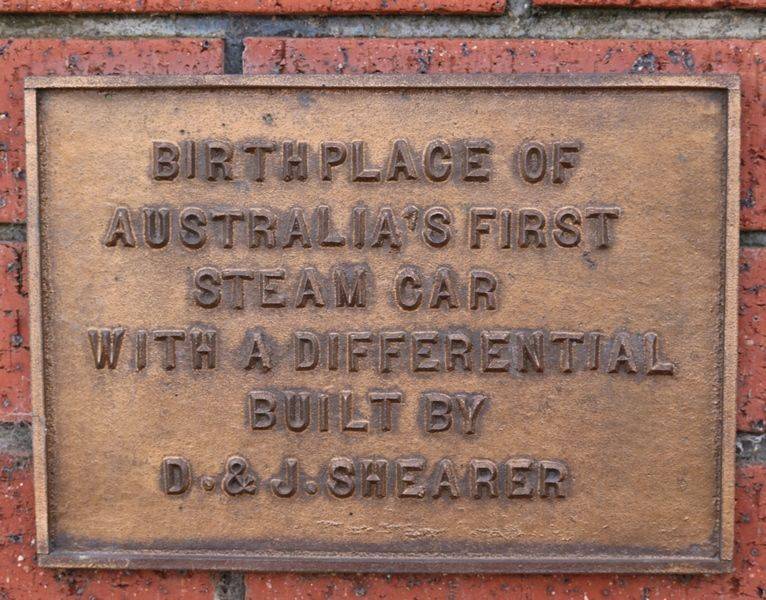 BIRTHPLACE OF
AUSTRALIA'S FIRST
STEAM CAR
WITH A DIFFERENTIAL
BUILT BY
D. & J. SHEARER